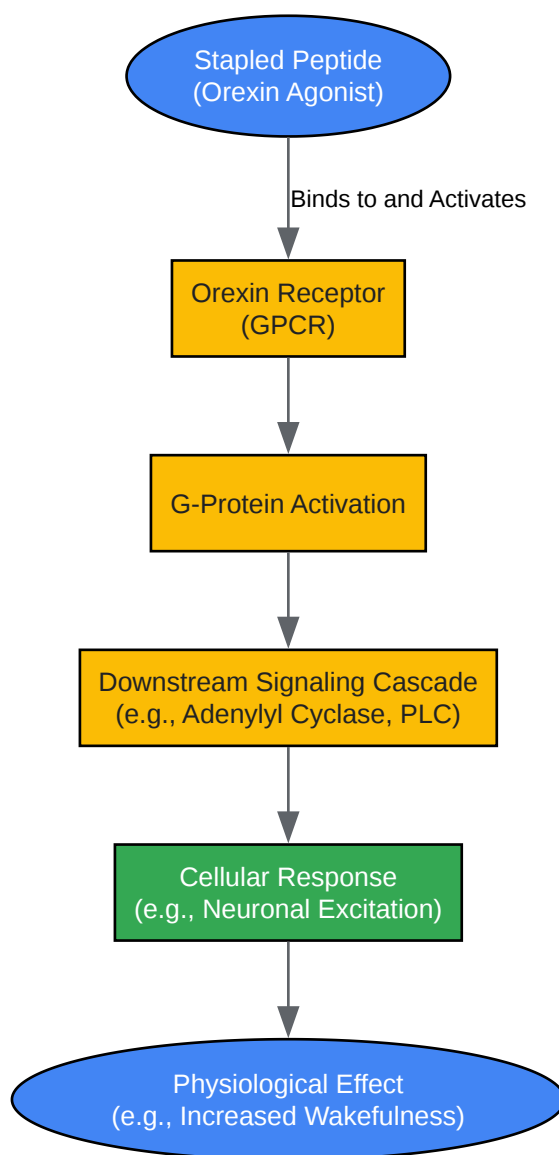 Stapled Peptide
(Orexin Agonist)
Binds to and Activates
Orexin Receptor
(GPCR)
G-Protein Activation
Downstream Signaling Cascade
(e.g., Adenylyl Cyclase, PLC)
Cellular Response
(e.g., Neuronal Excitation)
Physiological Effect
(e.g., Increased Wakefulness)